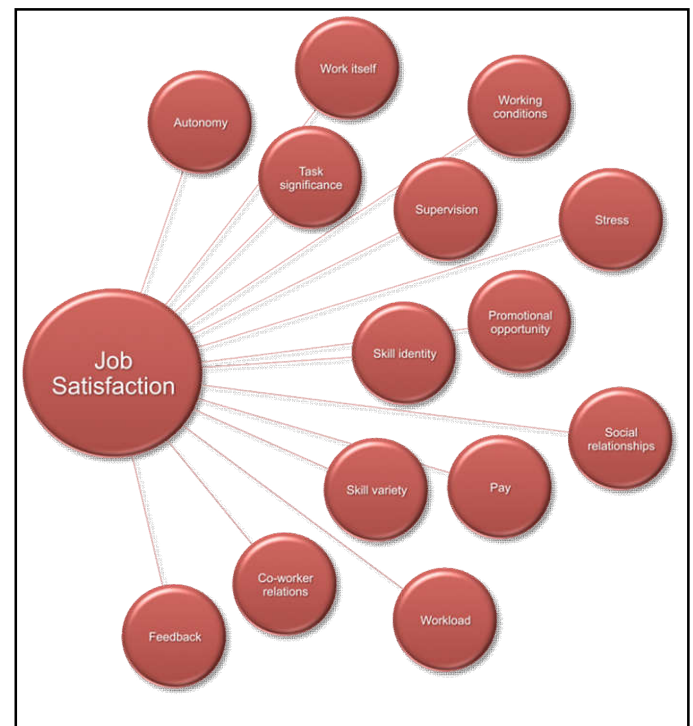 Work itself
Autonomy
Working
conditions
Task
significance
Supervision
Stress
Promotional
opportunity
Skill identity
Job
Satisfaction
Social
relationships
Skill variety
Pay
Co-worker
relations
Workload
Feedback